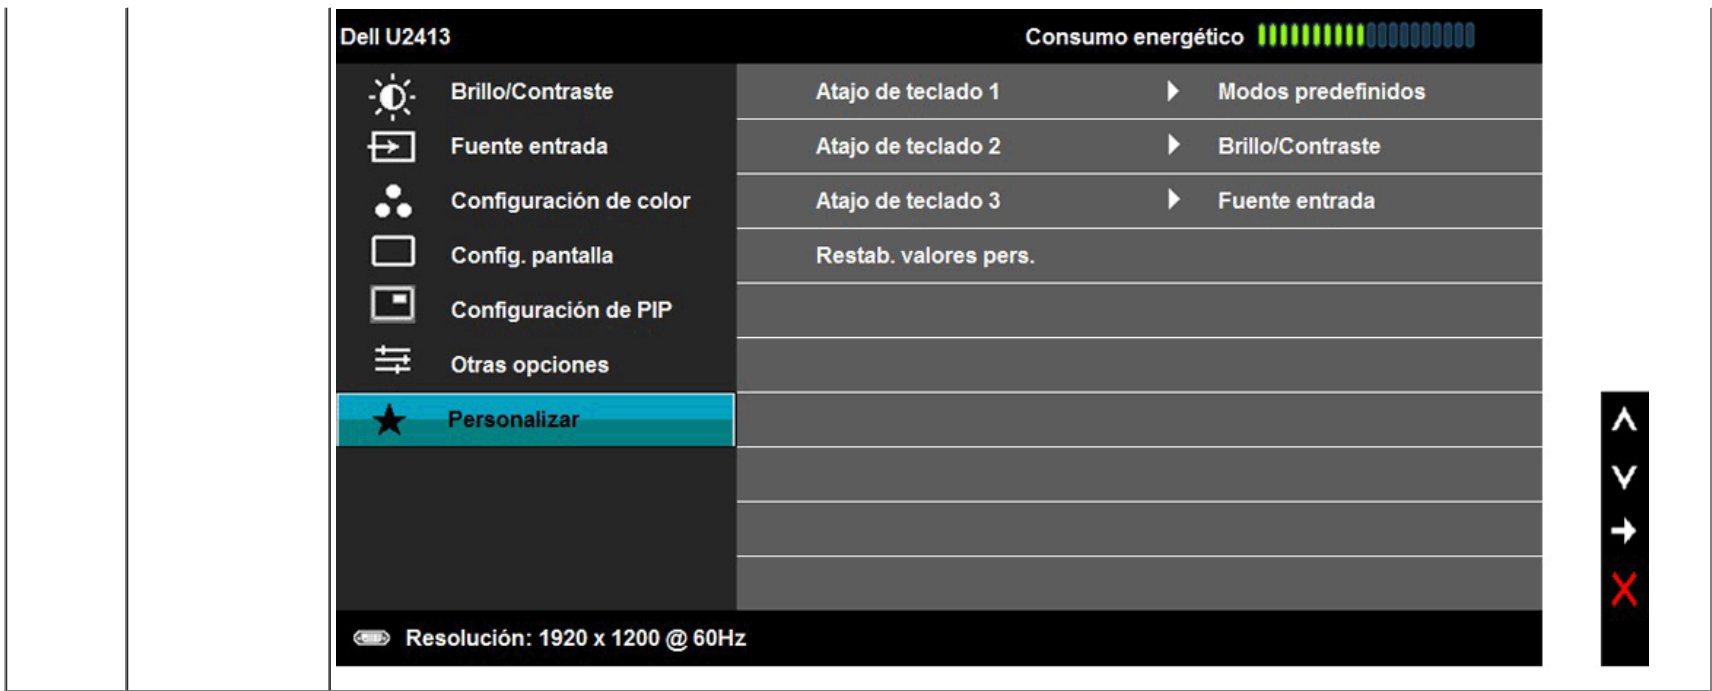 Dell U2413 Consumo energético
Brillo/Contraste Atajo de teclado 1 Modos predefinidos
Fuente entrada Atajo de teclado 2 Brillo/Contraste
Configuración de color Atajo de teclado 3 Fuente entrada
Config. pantalla Restab. valores pers.
Configuración de PIP
Otras opciones
Personalizar
Resolución: 1920 x 1200 @ 60Hz